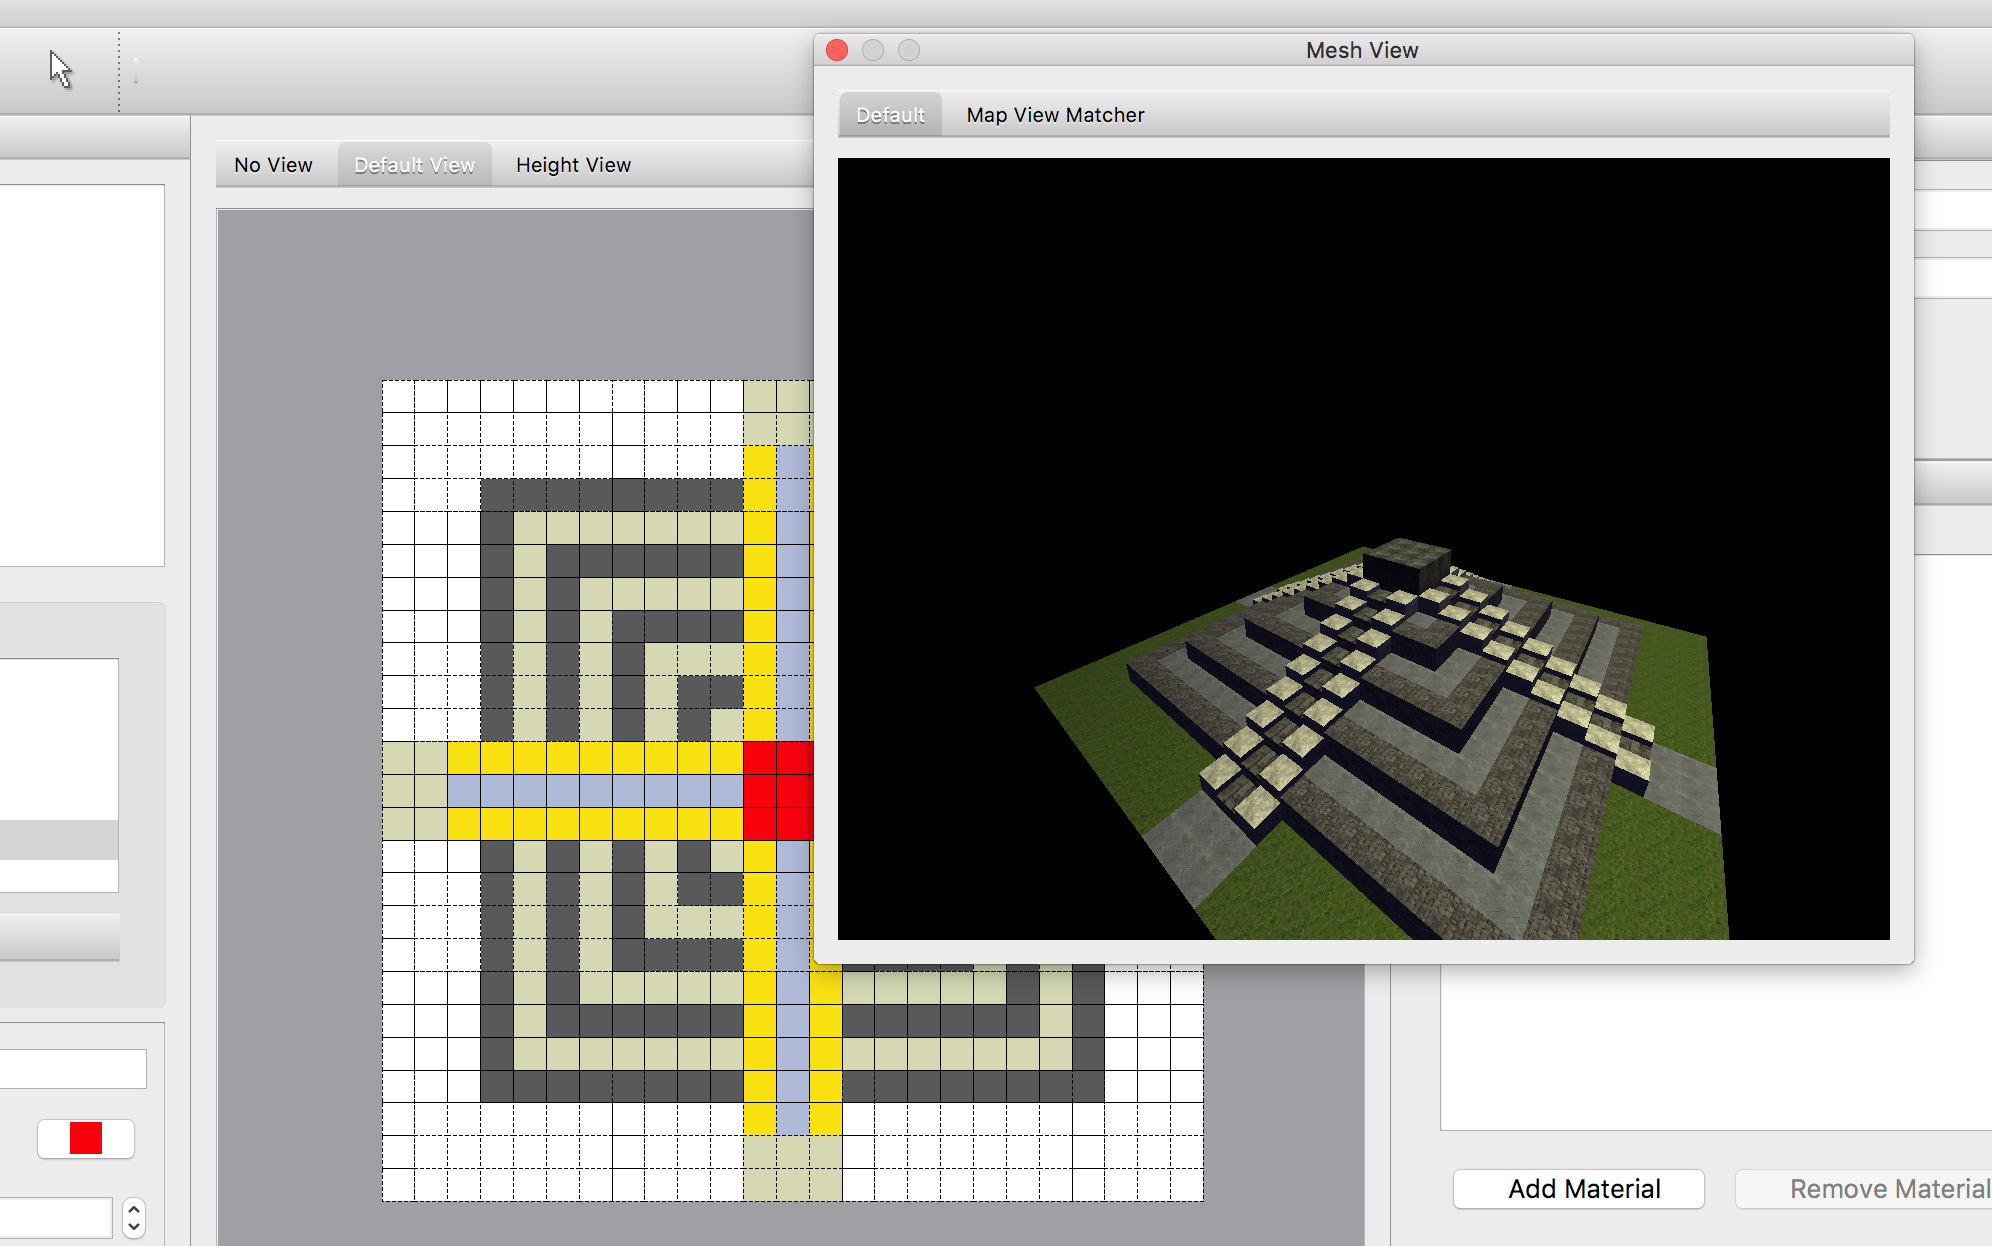 Mesh View
Default
Map View Matcher
No View
Default View
Height View
Add Material
Remove Material